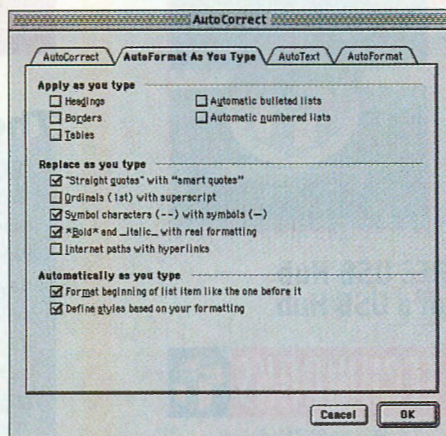 AutoCorrect
AutoCorrect AutoFormat As You Type AutoText AutoFormat
Apply as you type
Headings Automatic bulleted lists
Borders Automatic numbered lists
Tables
Replace as you type
"Straight quotes" with “smart quotes”
Ordinals (1st) with superscript
Symbol characters (--) with symbols (—)
*Bold* and _italic_ with real formatting
Internet paths with hyperlinks
Automatically as you type
Format beginning of list item like the one before it
Define styles based on your formatting
Cancel OK